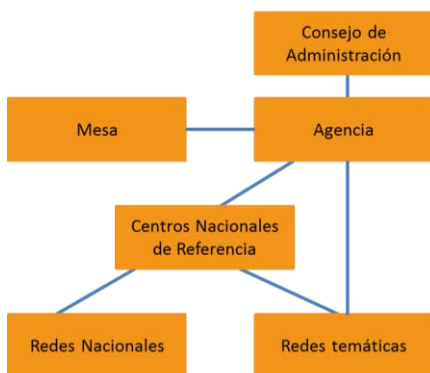 Consejo de
Administración
Mesa
Agencia
Centros Nacionales
de Referencia
Redes Nacionales
Redes temáticas